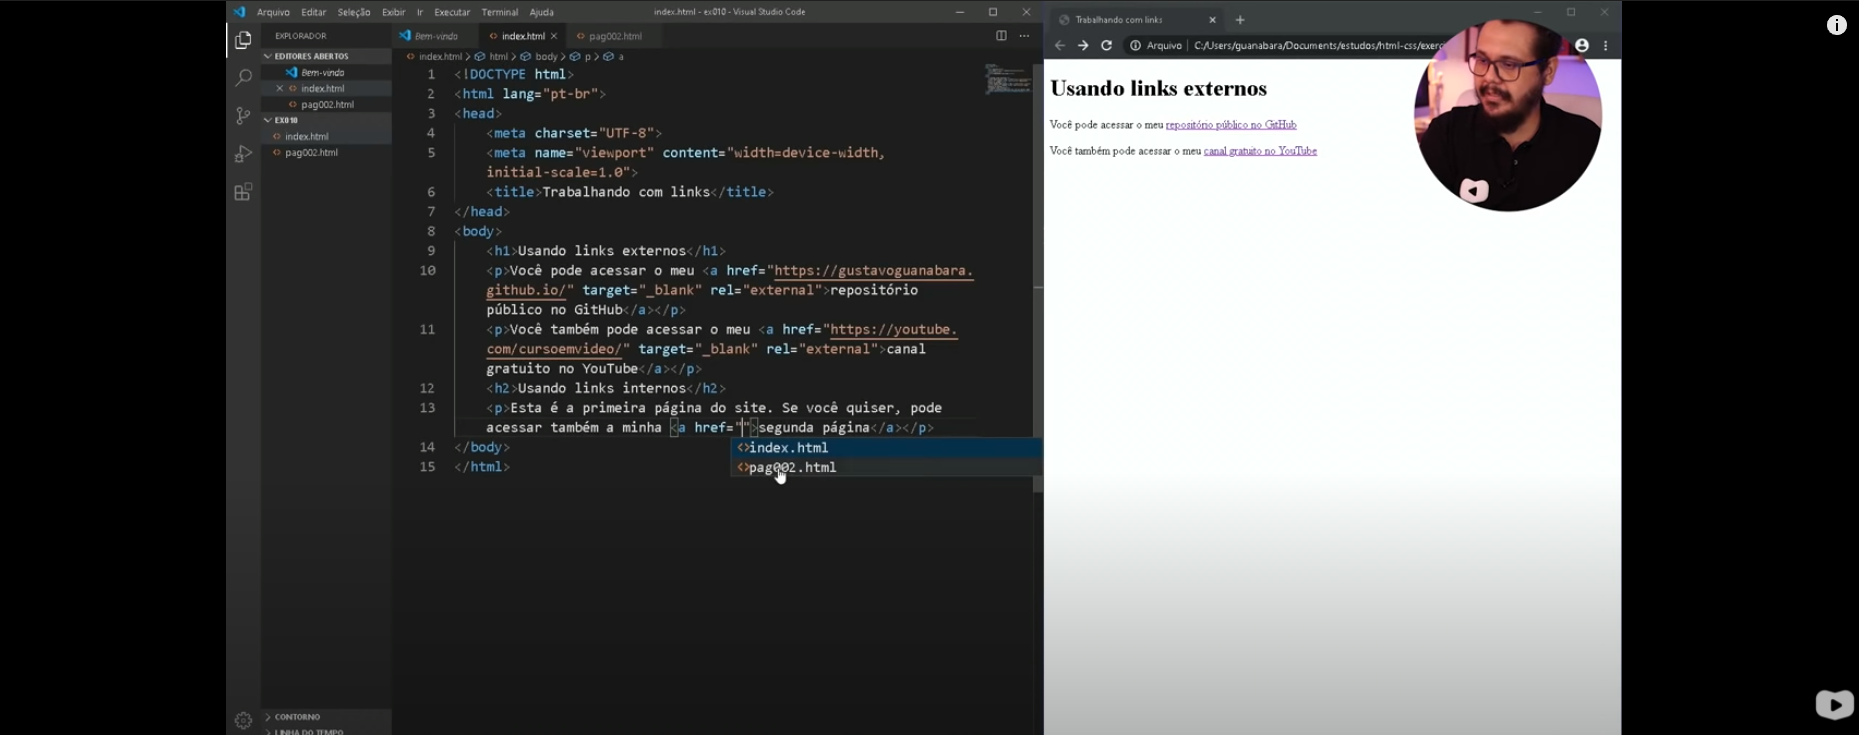 Arquivo Editar Seleção Exibir Ir Executar Terminal Ajuda
index.html - ex010 - Visual Studio Code
EXPLORADOR
EDITORES ABERTOS
Bem-vindo
index.html
pag002.html
EX010
index.html
pag002.html
CONTORNO
LINHA DO TEMPO
Bem-vindo index.html pag002.html
index.html > html > body > p > a
1 <!DOCTYPE html>
2 <html lang="pt-br">
3 <head>
4 <meta charset="UTF-8">
5 <meta name="viewport" content="width=device-width,
initial-scale=1.0">
6 <title>Trabalhando com links</title>
7 </head>
8 <body>
9 <h1>Usando links externos</h1>
10 <p>Você pode acessar o meu <a href="https://gustavoguanabara.
github.io/" target="_blank" rel="external">repositório
público no GitHub</a></p>
11 <p>Você também pode acessar o meu <a href="https://youtube.
com/cursoemvideo/" target="_blank" rel="external">canal
gratuito no YouTube</a></p>
12 <h2>Usando links internos</h2>
13 <p>Esta é a primeira página do site. Se você quiser, pode
acessar também a minha <a href="">segunda página</a></p>
14 </body>
15 </html>
index.html
pag002.html
Trabalhando com links
Arquivo | C:/Users/guanabara/Documents/estudos/html-css/exerc
Usando links externos
Você pode acessar o meu repositório público no GitHub
Você também pode acessar o meu canal gratuito no YouTube